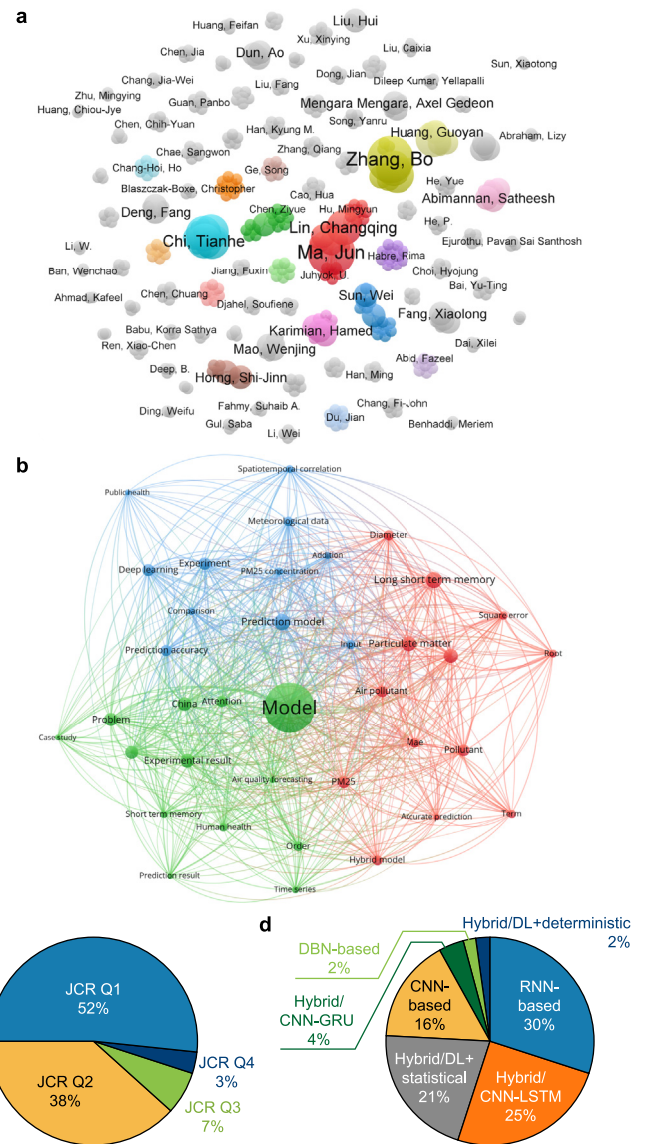 a
Liu, Hui
Huang, Feifan
Xu, Xinying
Chen, Jia
Dun, Ao
Liu, Caixia
Sun, Xiaotong
Chang, Jia-Wei
Liu, Fang
Dong, Jian
Dileep Kumar, Yellapalli
Zhu, Mingying
Guan, Panbo
Mengara Mengara, Axel Gedeon
Huang, Chiou-Jye
Chen, Chih-Yuan
Han, Kyung M.
Song, Yanru
Huang, Guoyan
Abraham, Lizy
Chae, Sangwon
Zhang, Qiang
Zhang, Bo
Chang-Hoi, Ho
Ge, Song
Blaszczak-Boxe, Christopher
Cao, Hua
He, Yue
Abimannan, Satheesh
Deng, Fang
Chen, Ziyue
Hu, Mingyun
Lin, Changqing
He, P.
Li, W.
Chi, Tianhe
Ma, Jun
Habre, Rima
Ejurothu, Pavan Sai Santhosh
Ban, Wenchao
Jiang, Fuxin
Juhyok, U.
Choi, Hyojung
Ahmad, Kafeel
Chen, Chuang
Djahel, Soufiene
Sun, Wei
Bai, Yu-Ting
Babu, Korra Sathya
Karimian, Hamed
Fang, Xiaolong
Ren, Xiao-Chen
Mao, Wenjing
Dai, Xilei
Deep, B.
Horng, Shi-Jinn
Han, Ming
Abid, Fazeel
Ding, Weifu
Fahmy, Suhaib A.
Chang, Fi-John
Gul, Saba
Li, Wei
Du, Jian
Benhaddi, Meriem
b
Spatiotemporal correlation
Public health
Meteorological data
Diameter
Addition
Deep learning
Experiment
PM25 concentration
Long short term memory
Comparison
Prediction model
Square error
Prediction accuracy
Input
Particulate matter
Root
Air pollutant
China
Attention
Model
Problem
Case study
Mae
Pollutant
Experimental result
Air quality forecasting
PM25
Short term memory
Human health
Accurate prediction
Term
Order
Hybrid model
Prediction result
Time series
JCR Q1
52%
JCR Q4
3%
JCR Q2
38%
JCR Q3
7%
d
Hybrid/DL+deterministic
2%
DBN-based
2%
Hybrid/
CNN-GRU
4%
CNN-
based
16%
RNN-
based
30%
Hybrid/DL+
statistical
21%
Hybrid/
CNN-LSTM
25%